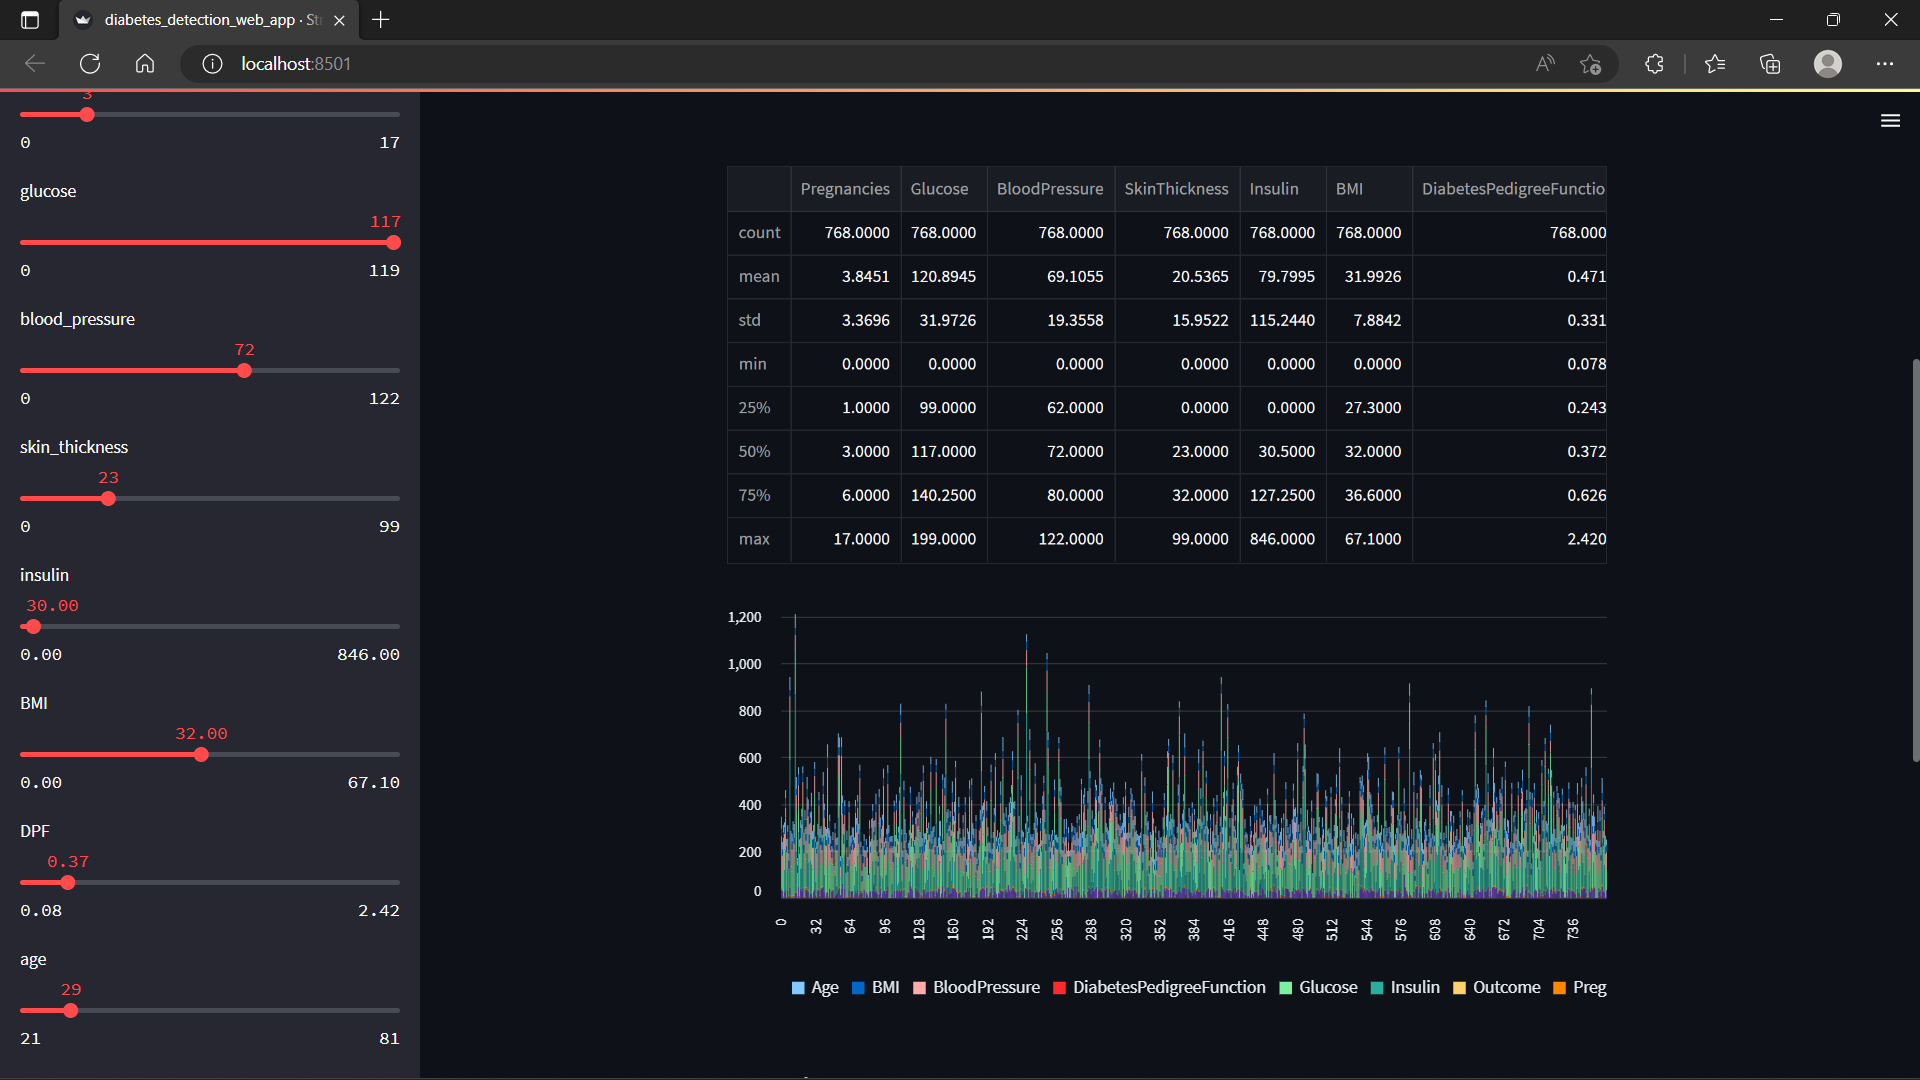 diabetes_detection_web_app · St
localhost:8501
3
0 17
glucose
117
0 119
blood_pressure
72
0 122
skin_thickness
23
0 99
insulin
30.00
0.00 846.00
BMI
32.00
0.00 67.10
DPF
0.37
0.08 2.42
age
29
21 81
Pregnancies Glucose BloodPressure SkinThickness Insulin BMI DiabetesPedigreeFunctio
count 768.0000 768.0000 768.0000 768.0000 768.0000 768.0000 768.000
mean 3.8451 120.8945 69.1055 20.5365 79.7995 31.9926 0.471
std 3.3696 31.9726 19.3558 15.9522 115.2440 7.8842 0.331
min 0.0000 0.0000 0.0000 0.0000 0.0000 0.0000 0.078
25% 1.0000 99.0000 62.0000 0.0000 0.0000 27.3000 0.243
50% 3.0000 117.0000 72.0000 23.0000 30.5000 32.0000 0.372
75% 6.0000 140.2500 80.0000 32.0000 127.2500 36.6000 0.626
max 17.0000 199.0000 122.0000 99.0000 846.0000 67.1000 2.420
1,200
1,000
800
600
400
200
0
0 32 64 96 128 160 192 224 256 288 320 352 384 416 448 480 512 544 576 608 640 672 704 736
Age BMI BloodPressure DiabetesPedigreeFunction Glucose Insulin Outcome Preg